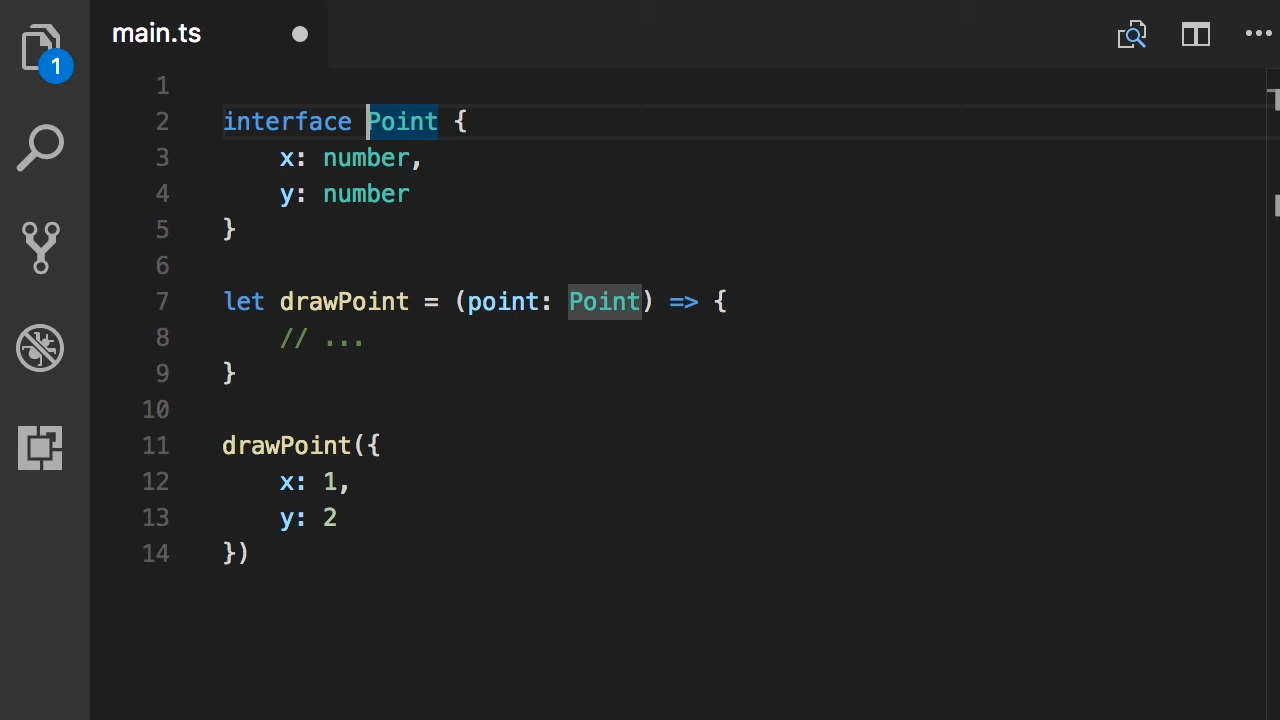 main.ts
1
1
2 interface Point {
3     x: number,
4     y: number
5 }
6
7 let drawPoint = (point: Point) => {
8     // ...
9 }
10
11 drawPoint({
12     x: 1,
13     y: 2
14 })